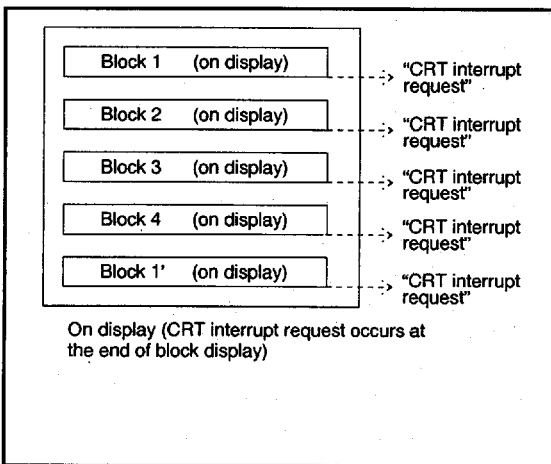 Block 1 (on display)
“CRT interrupt
request”
Block 2 (on display)
“CRT interrupt
request”
Block 3 (on display)
“CRT interrupt
request”
Block 4 (on display)
“CRT interrupt
request”
Block 1' (on display)
“CRT interrupt
request”
On display (CRT interrupt request occurs at
the end of block display)